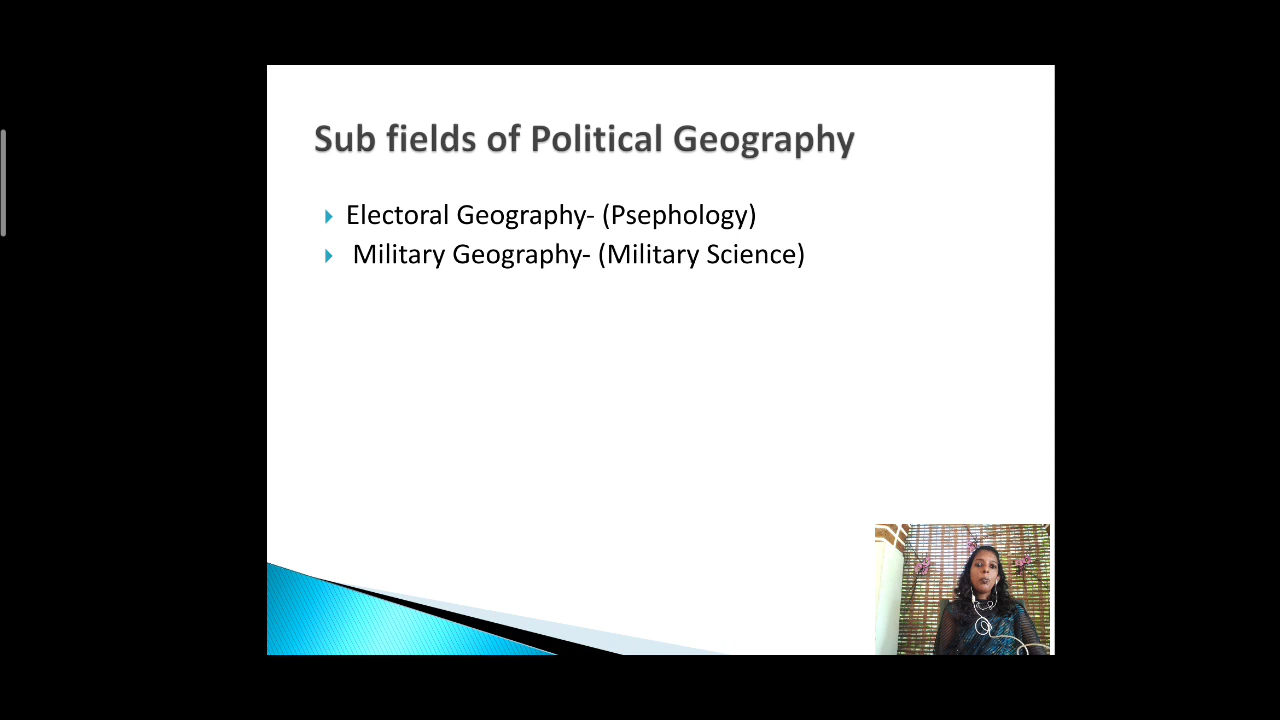 Sub fields of Political Geography
Electoral Geography- (Psephology)
Military Geography- (Military Science)